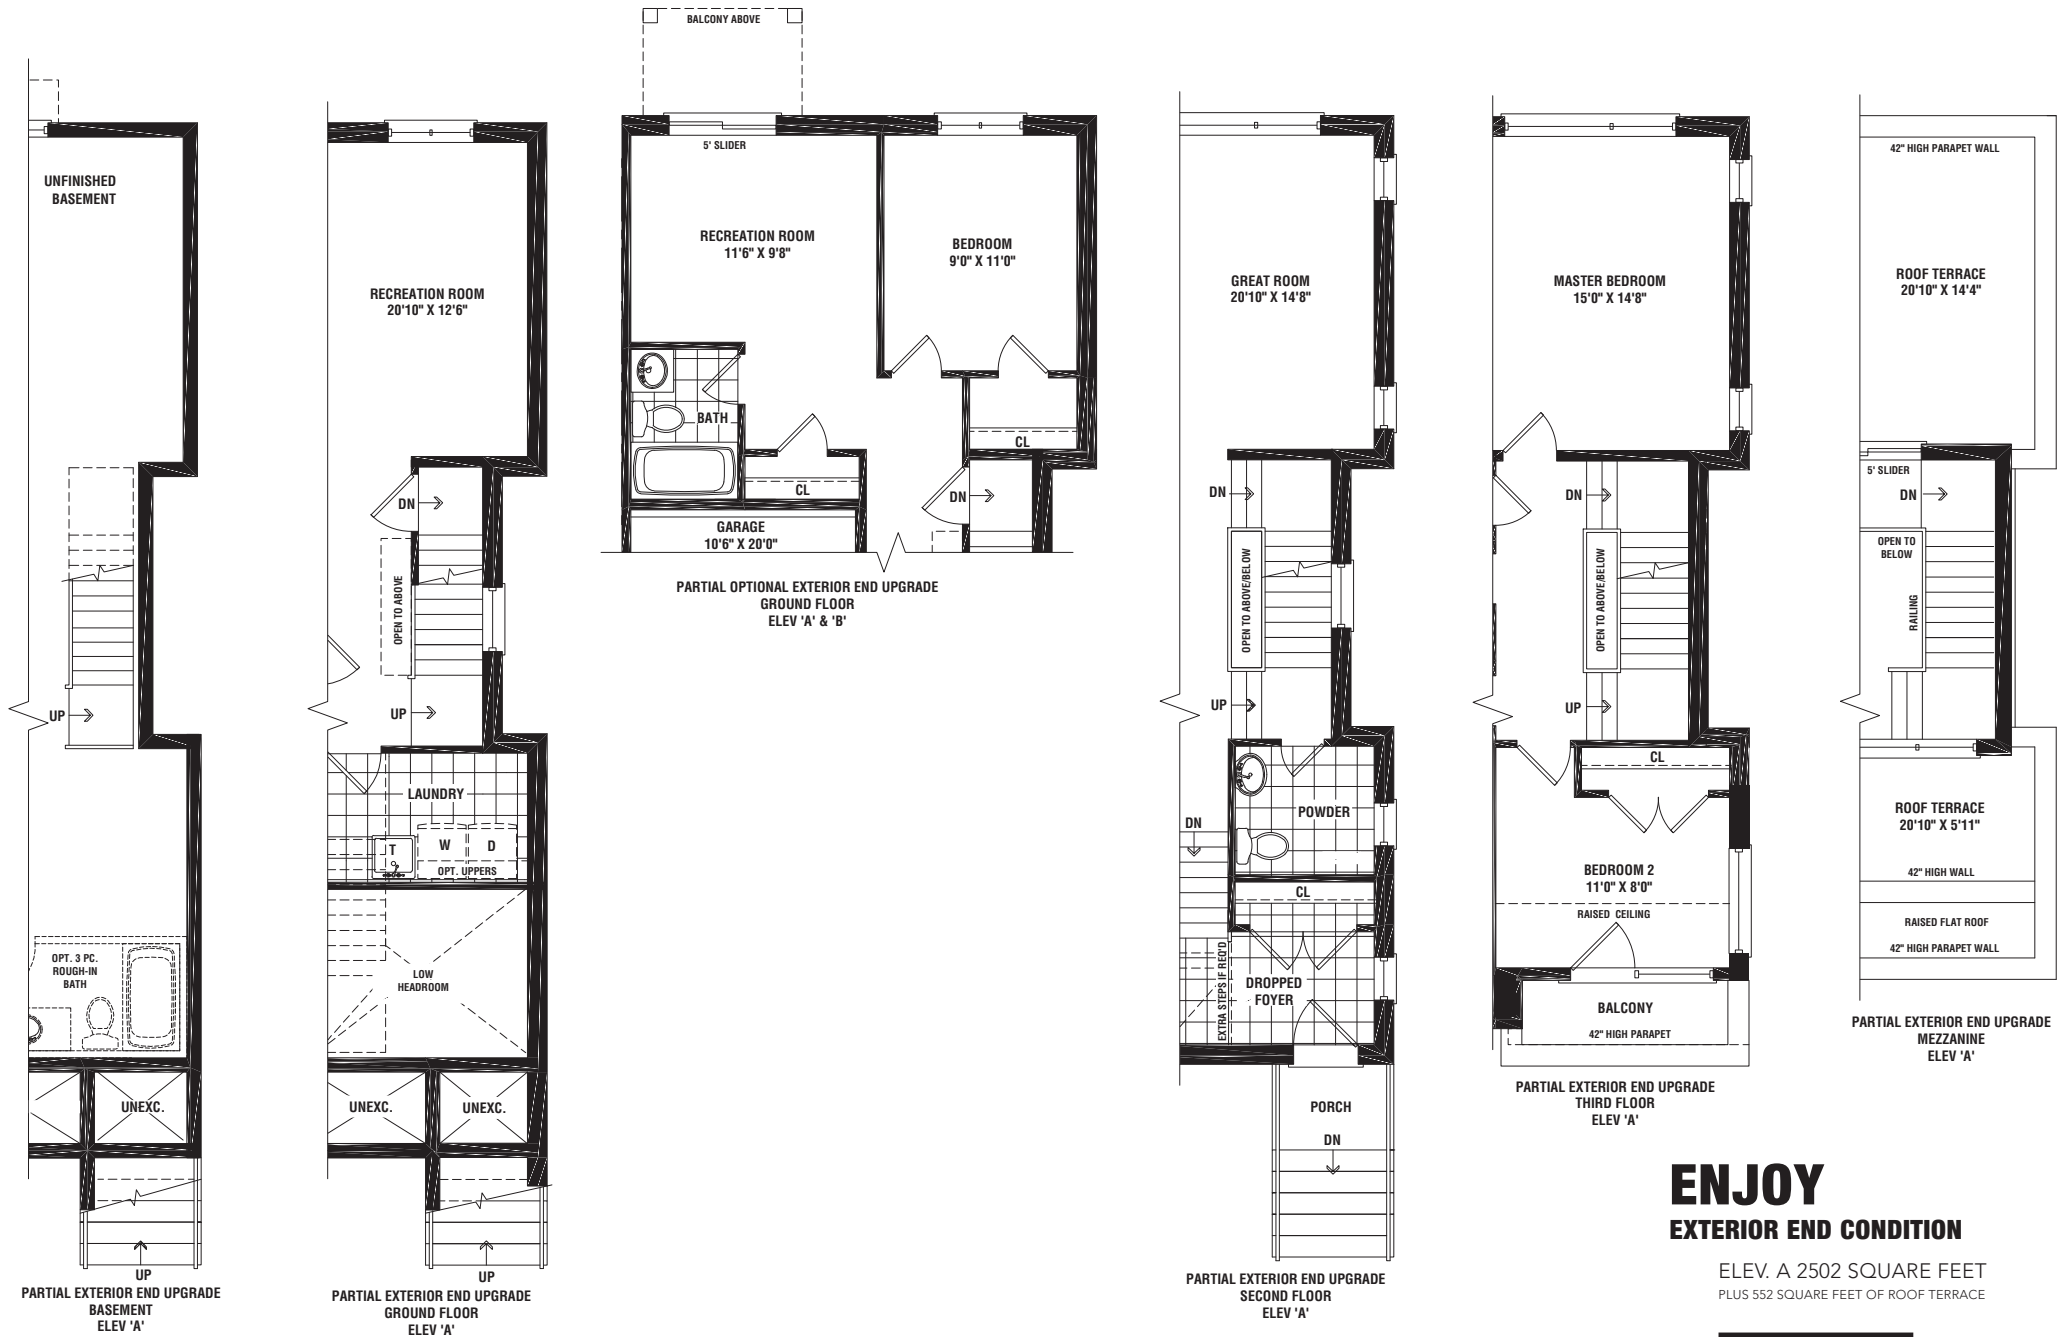 UNFINISHED
BASEMENT
UP
OPT. 3 PC.
ROUGH-IN
BATH
UNEXC.
UP
PARTIAL EXTERIOR END UPGRADE
BASEMENT
ELEV 'A'
RECREATION ROOM
20'10" X 12'6"
DN
OPEN TO ABOVE
UP
LAUNDRY
T
W
D
OPT. UPPERS
LOW
HEADROOM
UNEXC.
UNEXC.
UP
PARTIAL EXTERIOR END UPGRADE
GROUND FLOOR
ELEV 'A'
BALCONY ABOVE
5' SLIDER
RECREATION ROOM
11'6" X 9'8"
BEDROOM
9'0" X 11'0"
BATH
CL
CL
DN
GARAGE
10'6" X 20'0"
PARTIAL OPTIONAL EXTERIOR END UPGRADE
GROUND FLOOR
ELEV 'A' & 'B'
GREAT ROOM
20'10" X 14'8"
DN
OPEN TO ABOVE/BELOW
UP
POWDER
DN
CL
EXTRA STEPS IF REQ'D
DROPPED
FOYER
PORCH
DN
PARTIAL EXTERIOR END UPGRADE
SECOND FLOOR
ELEV 'A'
MASTER BEDROOM
15'0" X 14'8"
DN
OPEN TO ABOVE/BELOW
UP
CL
BEDROOM 2
11'0" X 8'0"
RAISED CEILING
BALCONY
42" HIGH PARAPET
PARTIAL EXTERIOR END UPGRADE
THIRD FLOOR
ELEV 'A'
42" HIGH PARAPET WALL
ROOF TERRACE
20'10" X 14'4"
5' SLIDER
DN
OPEN TO
BELOW
RAILING
ROOF TERRACE
20'10" X 5'11"
42" HIGH WALL
RAISED FLAT ROOF
42" HIGH PARAPET WALL
PARTIAL EXTERIOR END UPGRADE
MEZZANINE
ELEV 'A'
ENJOY
EXTERIOR END CONDITION
ELEV. A 2502 SQUARE FEET
PLUS 552 SQUARE FEET OF ROOF TERRACE